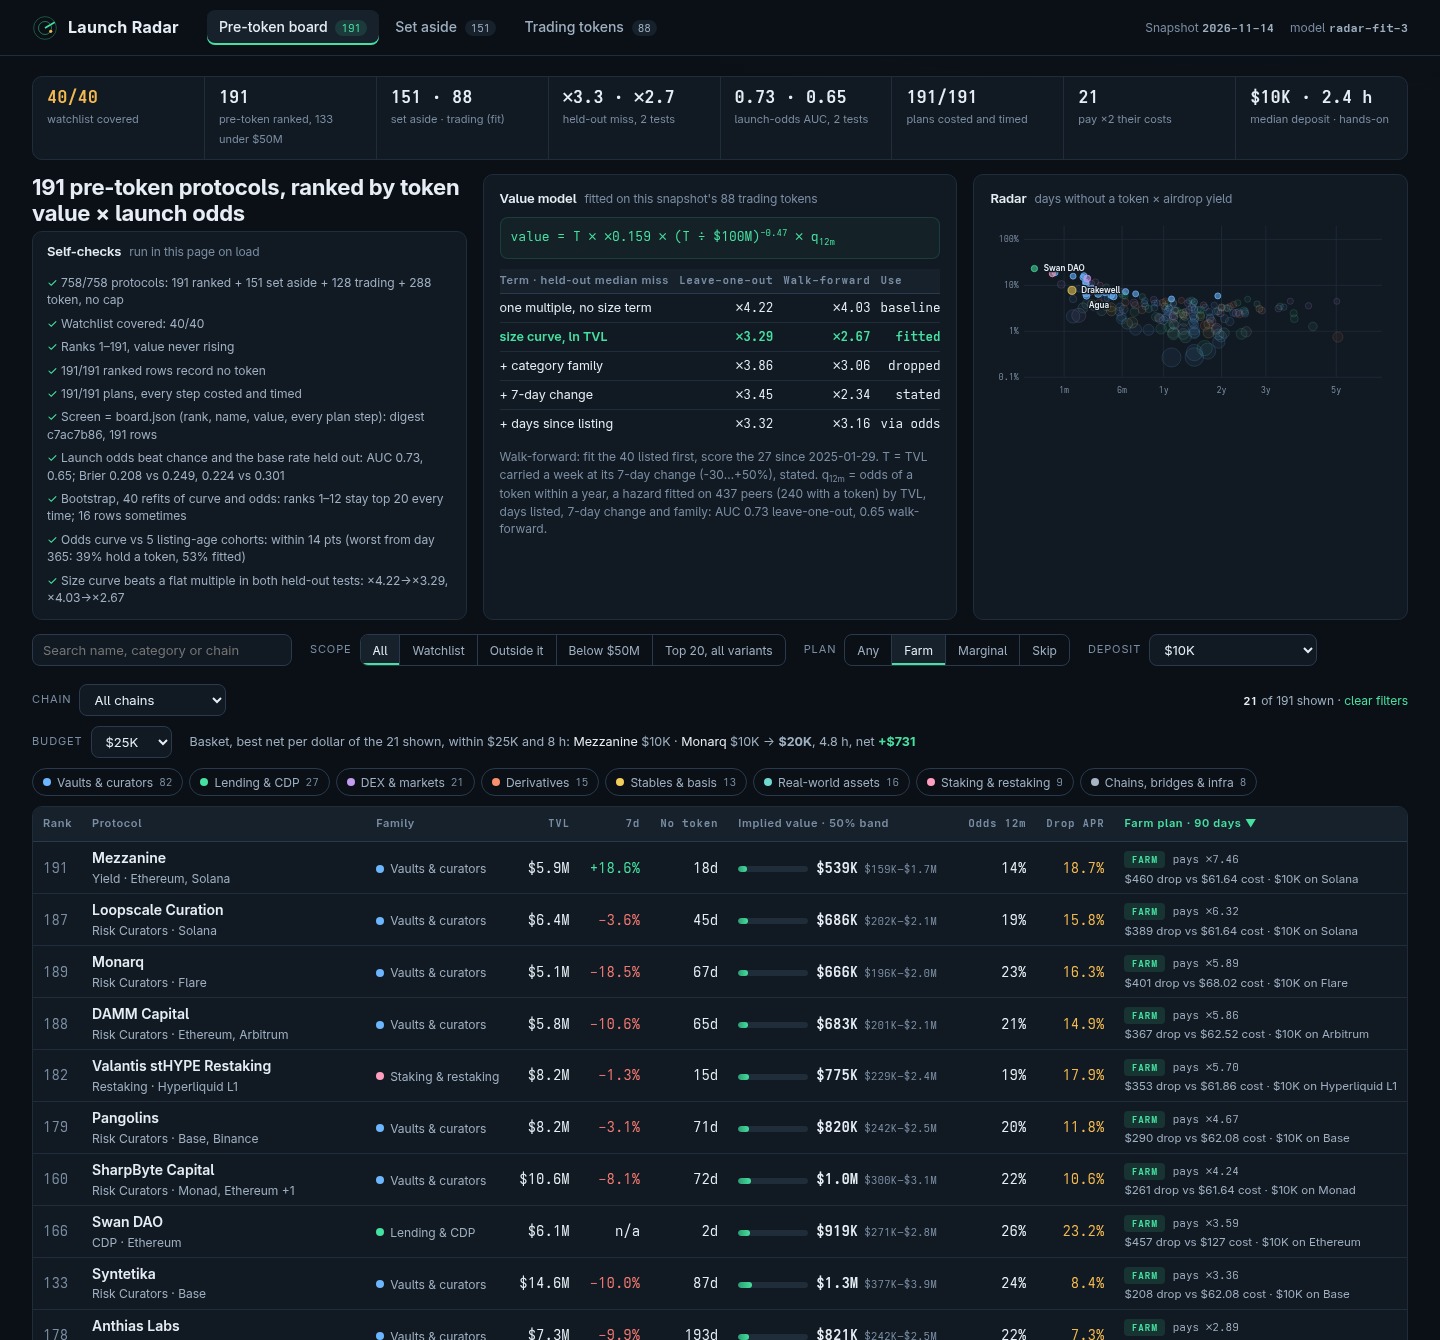 Launch Radar
Pre-token board 191
Set aside 151
Trading tokens 88
Snapshot 2026-11-14 model radar-fit-3
40/40
watchlist covered
191
pre-token ranked, 133
under $50M
151 · 88
set aside · trading (fit)
×3.3 · ×2.7
held-out miss, 2 tests
0.73 · 0.65
launch-odds AUC, 2 tests
191/191
plans costed and timed
21
pay ×2 their costs
$10K · 2.4 h
median deposit · hands-on
191 pre-token protocols, ranked by token
value × launch odds
Self-checks run in this page on load
✓ 758/758 protocols: 191 ranked + 151 set aside + 128 trading + 288
token, no cap
✓ Watchlist covered: 40/40
✓ Ranks 1–191, value never rising
✓ 191/191 ranked rows record no token
✓ 191/191 plans, every step costed and timed
✓ Screen = board.json (rank, name, value, every plan step): digest
c7ac7b86, 191 rows
✓ Launch odds beat chance and the base rate held out: AUC 0.73,
0.65; Brier 0.208 vs 0.249, 0.224 vs 0.301
✓ Bootstrap, 40 refits of curve and odds: ranks 1–12 stay top 20 every
time; 16 rows sometimes
✓ Odds curve vs 5 listing-age cohorts: within 14 pts (worst from day
365: 39% hold a token, 53% fitted)
✓ Size curve beats a flat multiple in both held-out tests: ×4.22→×3.29,
×4.03→×2.67
Value model fitted on this snapshot's 88 trading tokens
value = T × ×0.159 × (T ÷ $100M)−0.47 × q12m
Term · held-out median miss Leave-one-out Walk-forward Use
one multiple, no size term ×4.22 ×4.03 baseline
size curve, ln TVL ×3.29 ×2.67 fitted
+ category family ×3.86 ×3.06 dropped
+ 7-day change ×3.45 ×2.34 stated
+ days since listing ×3.32 ×3.16 via odds
Walk-forward: fit the 40 listed first, score the 27 since 2025-01-29. T = TVL
carried a week at its 7-day change (-30…+50%), stated. q12m = odds of a
token within a year, a hazard fitted on 437 peers (240 with a token) by TVL,
days listed, 7-day change and family: AUC 0.73 leave-one-out, 0.65 walk-
forward.
Radar days without a token × airdrop yield
100%
10%
1%
0.1%
Swan DAO
Drakewell
Agua
1m 6m 1y 2y 3y 5y
Search name, category or chain
SCOPE All Watchlist Outside it Below $50M Top 20, all variants
PLAN Any Farm Marginal Skip
DEPOSIT $10K
CHAIN All chains
21 of 191 shown · clear filters
BUDGET $25K Basket, best net per dollar of the 21 shown, within $25K and 8 h: Mezzanine $10K · Monarq $10K → $20K, 4.8 h, net +$731
Vaults & curators 82
Lending & CDP 27
DEX & markets 21
Derivatives 15
Stables & basis 13
Real-world assets 16
Staking & restaking 9
Chains, bridges & infra 8
Rank Protocol Family TVL 7d No token Implied value · 50% band Odds 12m Drop APR Farm plan · 90 days ▼
191 Mezzanine Vaults & curators $5.9M +18.6% 18d $539K $159K–$1.7M 14% 18.7% FARM pays ×7.46
Yield · Ethereum, Solana $460 drop vs $61.64 cost · $10K on Solana
187 Loopscale Curation Vaults & curators $6.4M −3.6% 45d $686K $202K–$2.1M 19% 15.8% FARM pays ×6.32
Risk Curators · Solana $389 drop vs $61.64 cost · $10K on Solana
189 Monarq Vaults & curators $5.1M −18.5% 67d $666K $196K–$2.0M 23% 16.3% FARM pays ×5.89
Risk Curators · Flare $401 drop vs $68.02 cost · $10K on Flare
188 DAMM Capital Vaults & curators $5.8M −10.6% 65d $683K $201K–$2.1M 21% 14.9% FARM pays ×5.86
Risk Curators · Ethereum, Arbitrum $367 drop vs $62.52 cost · $10K on Arbitrum
182 Valantis stHYPE Restaking Staking & restaking $8.2M −1.3% 15d $775K $229K–$2.4M 19% 17.9% FARM pays ×5.70
Restaking · Hyperliquid L1 $353 drop vs $61.86 cost · $10K on Hyperliquid L1
179 Pangolins Vaults & curators $8.2M −3.1% 71d $820K $242K–$2.5M 20% 11.8% FARM pays ×4.67
Risk Curators · Base, Binance $290 drop vs $62.08 cost · $10K on Base
160 SharpByte Capital Vaults & curators $10.6M −8.1% 72d $1.0M $300K–$3.1M 22% 10.6% FARM pays ×4.24
Risk Curators · Monad, Ethereum +1 $261 drop vs $61.64 cost · $10K on Monad
166 Swan DAO Lending & CDP $6.1M n/a 2d $919K $271K–$2.8M 26% 23.2% FARM pays ×3.59
CDP · Ethereum $457 drop vs $127 cost · $10K on Ethereum
133 Syntetika Vaults & curators $14.6M −10.0% 87d $1.3M $377K–$3.9M 24% 8.4% FARM pays ×3.36
Risk Curators · Base $208 drop vs $62.08 cost · $10K on Base
178 Anthias Labs Vaults & curators $7.3M −9.9% 193d $821K $242K–$2.5M 22% 7.3% FARM pays ×2.89